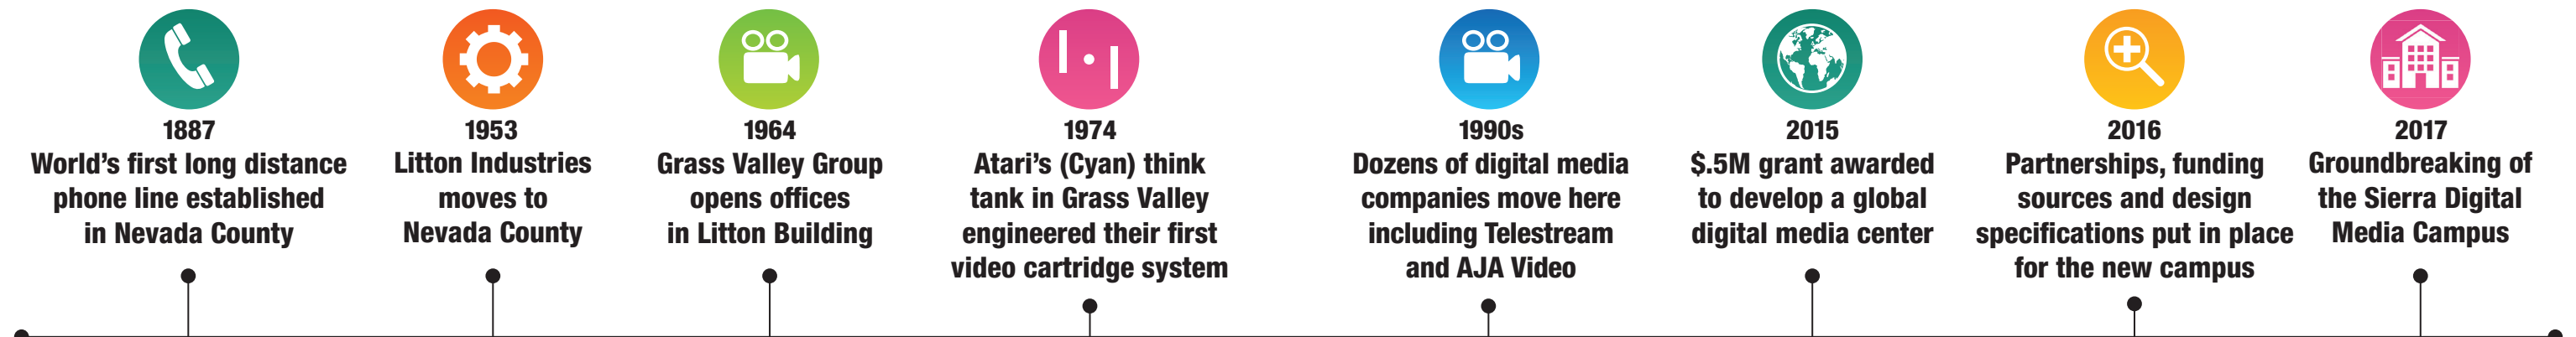 1887
World's first long distance
phone line established
in Nevada County
1953
Litton Industries
moves to
Nevada County
1964
Grass Valley Group
opens offices
in Litton Building
1974
Atari's (Cyan) think
tank in Grass Valley
engineered their first
video cartridge system
1990s
Dozens of digital media
companies move here
including Telestream
and AJA Video
2015
$.5M grant awarded
to develop a global
digital media center
2016
Partnerships, funding
sources and design
specifications put in place
for the new campus
2017
Groundbreaking of
the Sierra Digital
Media Campus